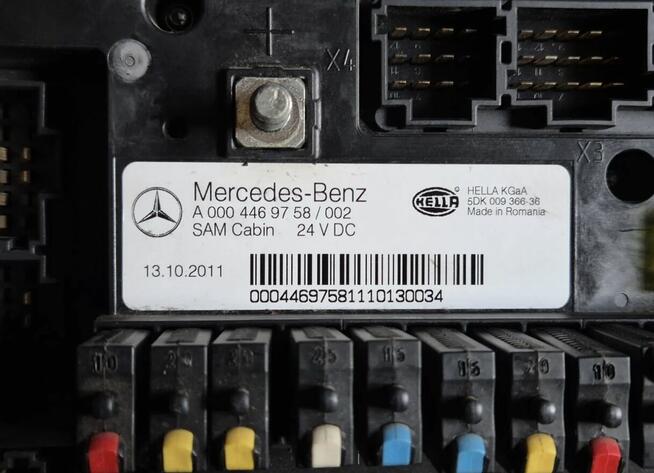 +
X4
X3
Mercedes-Benz
A 000 446 97 58 / 002
SAM Cabin 24 V DC
HELLA
HELLA KGaA
5DK 009 366-36
Made in Romania
13.10.2011
00044697581110130034
10 20 20 25 15 15 20 10